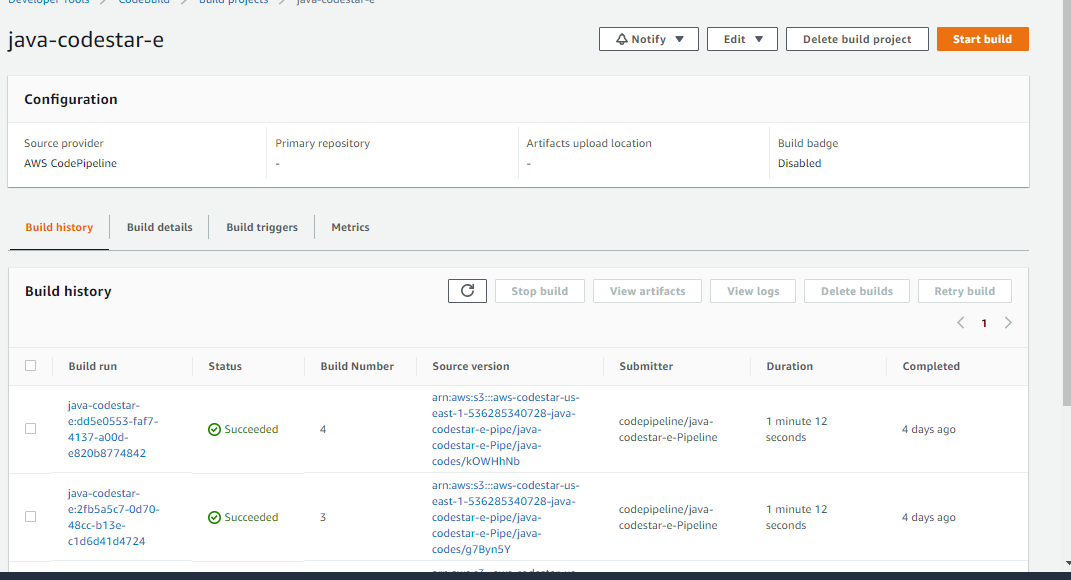 Developer Tools > CodeBuild > Build projects > java-codestar-e
java-codestar-e
Notify
Edit
Delete build project
Start build
Configuration
Source provider
AWS CodePipeline
Primary repository
-
Artifacts upload location
-
Build badge
Disabled
Build history
Build details
Build triggers
Metrics
Build history
Stop build
View artifacts
View logs
Delete builds
Retry build
1
Build run
Status
Build Number
Source version
Submitter
Duration
Completed
java-codestar-
e:dd5e0553-faf7-
4137-a00d-
e820b8774842
Succeeded
4
arn:aws:s3:::aws-codestar-us-
east-1-536285340728-java-
codestar-e-pipe/java-
codestar-e-Pipe/java-
codes/kOWHhNb
codepipeline/java-
codestar-e-Pipeline
1 minute 12
seconds
4 days ago
java-codestar-
e:2fb5a5c7-0d70-
48cc-b13e-
c1d6d41d4724
Succeeded
3
arn:aws:s3:::aws-codestar-us-
east-1-536285340728-java-
codestar-e-pipe/java-
codestar-e-Pipe/java-
codes/g7Byn5Y
codepipeline/java-
codestar-e-Pipeline
1 minute 12
seconds
4 days ago